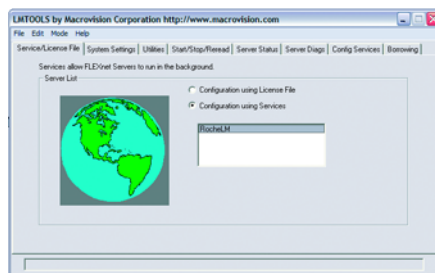 LMTOOLS by Macrovision Corporation http://www.macrovision.com
File Edit Mode Help
Service/License File System Settings Utilities Start/Stop/Reread Server Status Server Diags Config Services Borrowing
Services allow FLEXnet Servers to run in the background.
Server List
Configuration using License File
Configuration using Services
RocheLM